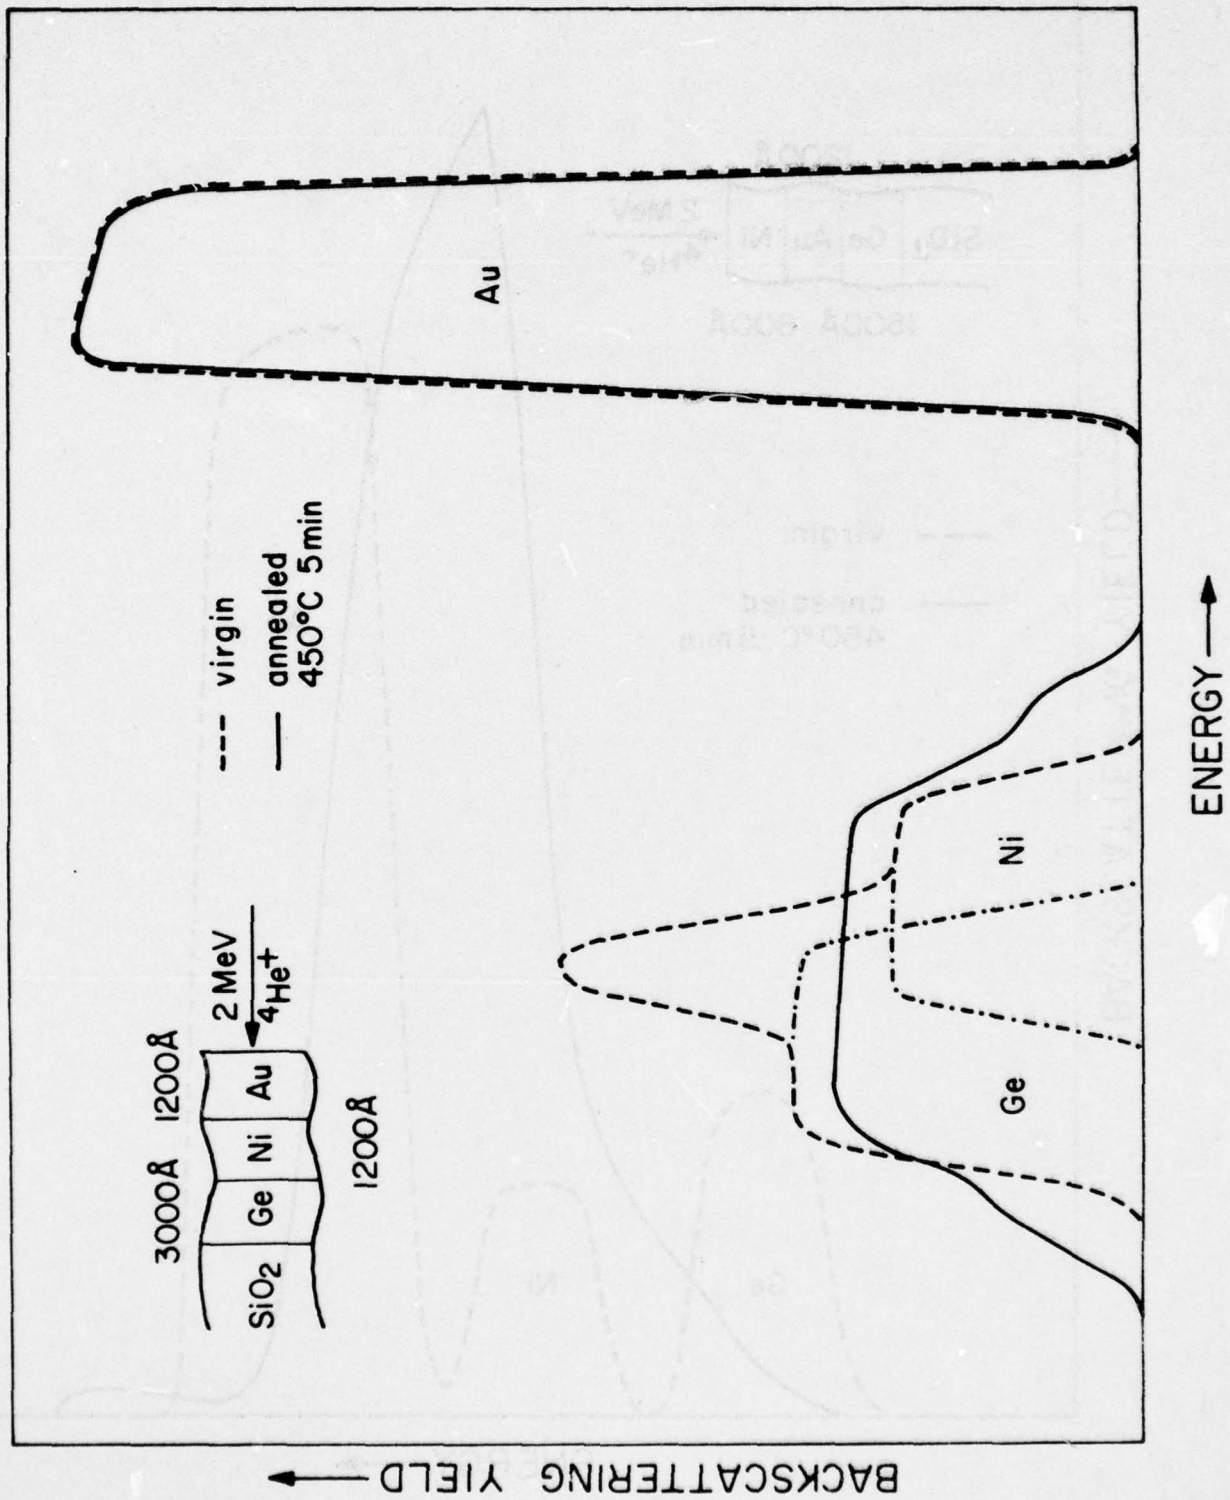 BACKSCATTERING YIELD
3000Å 1200Å
SiO2 Ge Ni Au
2 MeV
4He+
1200Å
--- virgin
— annealed
450°C 5min
Au
Ge
Ni
ENERGY